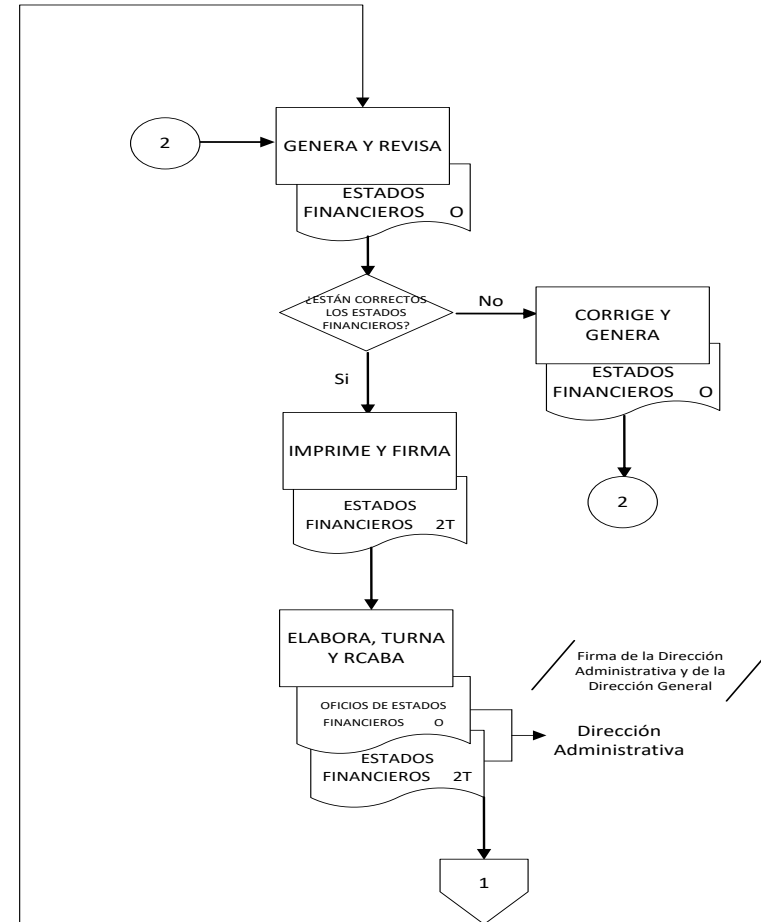 2
GENERA Y REVISA
ESTADOS
FINANCIEROS O
¿ESTÁN CORRECTOS
LOS ESTADOS
FINANCIEROS?
No
CORRIGE Y
GENERA
ESTADOS
FINANCIEROS O
2
Si
IMPRIME Y FIRMA
ESTADOS
FINANCIEROS 2T
ELABORA, TURNA
Y RCABA
OFICIOS DE ESTADOS
FINANCIEROS O
ESTADOS
FINANCIEROS 2T
Firma de la Dirección
Administrativa y de la
Dirección General
Dirección
Administrativa
1